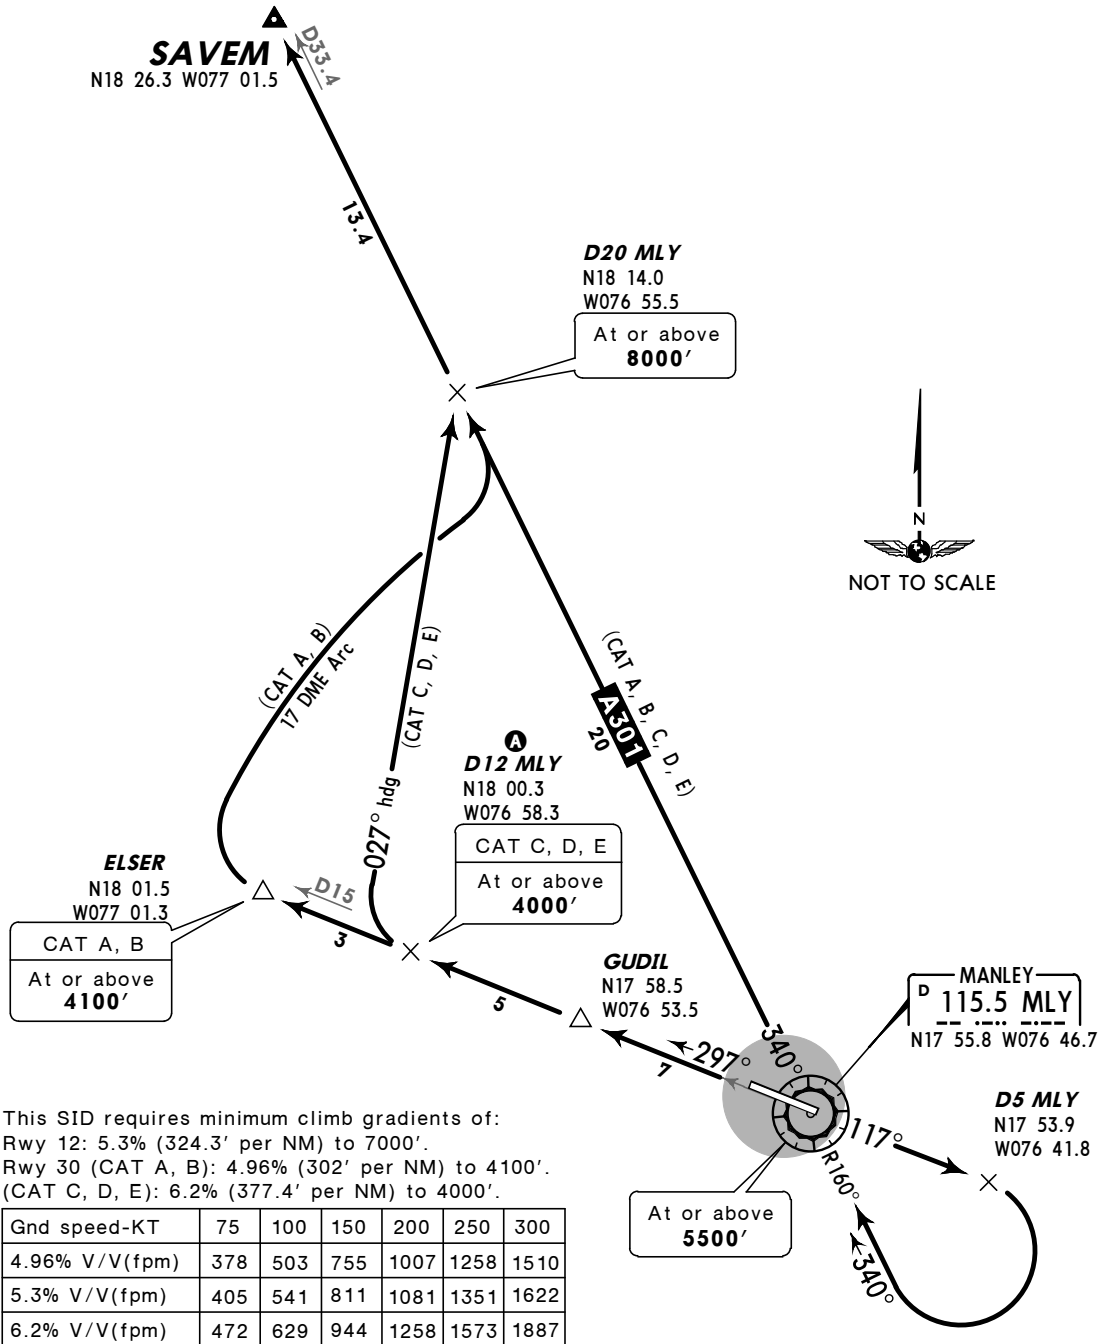 D33.4
SAVEM
N18 26.3 W077 01.5
13.4
D20 MLY
N18 14.0
W076 55.5
At or above
8000'
N
NOT TO SCALE
(CAT A, B)
17 DME Arc
(CAT C, D, E)
027° hdg
(CAT A, B, C, D, E)
A301
20
A
D12 MLY
N18 00.3
W076 58.3
CAT C, D, E
At or above
4000'
ELSER
N18 01.5
W077 01.3
CAT A, B
At or above
4100'
D15
3
5
GUDIL
N17 58.5
W076 53.5
7
297°
340°
MANLEY
D 115.5 MLY
N17 55.8 W076 46.7
D5 MLY
N17 53.9
W076 41.8
117°
R160°
340°
At or above
5500'
This SID requires minimum climb gradients of:
Rwy 12: 5.3% (324.3' per NM) to 7000'.
Rwy 30 (CAT A, B): 4.96% (302' per NM) to 4100'.
(CAT C, D, E): 6.2% (377.4' per NM) to 4000'.
Gnd speed-KT 75 100 150 200 250 300
4.96% V/V(fpm) 378 503 755 1007 1258 1510
5.3% V/V(fpm) 405 541 811 1081 1351 1622
6.2% V/V(fpm) 472 629 944 1258 1573 1887